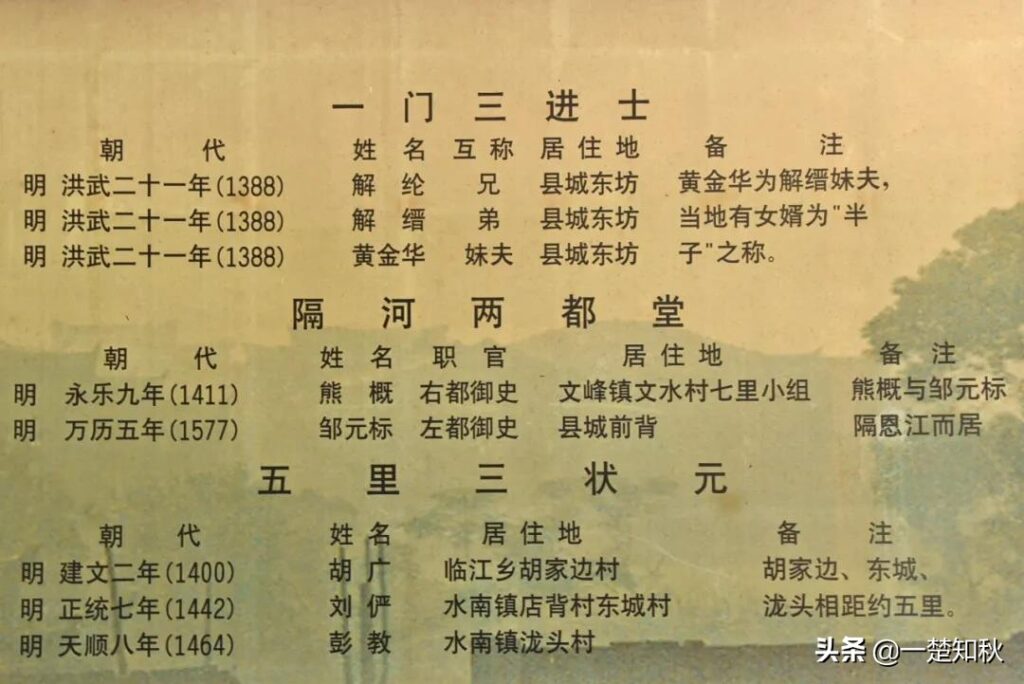 一门三进士
朝代 姓名 互称 居住地 备注
明 洪武二十一年(1388) 解纶 兄 县城东坊 黄金华为解缙妹夫，
明 洪武二十一年(1388) 解缙 弟 县城东坊 当地有女婿为"半
明 洪武二十一年(1388) 黄金华 妹夫 县城东坊 子"之称。
隔河两都堂
朝代 姓名 职官 居住地 备注
明 永乐九年(1411) 熊概 右都御史 文峰镇文水村七里小组 熊概与邹元标
明 万历五年(1577) 邹元标 左都御史 县城前背 隔恩江而居
五里三状元
朝代 姓名 居住地 备注
明 建文二年(1400) 胡广 临江乡胡家边村 胡家边、东城、
明 正统七年(1442) 刘俨 水南镇店背村东城村 泷头相距约五里。
明 天顺八年(1464) 彭教 水南镇泷头村
头条 @一楚知秋